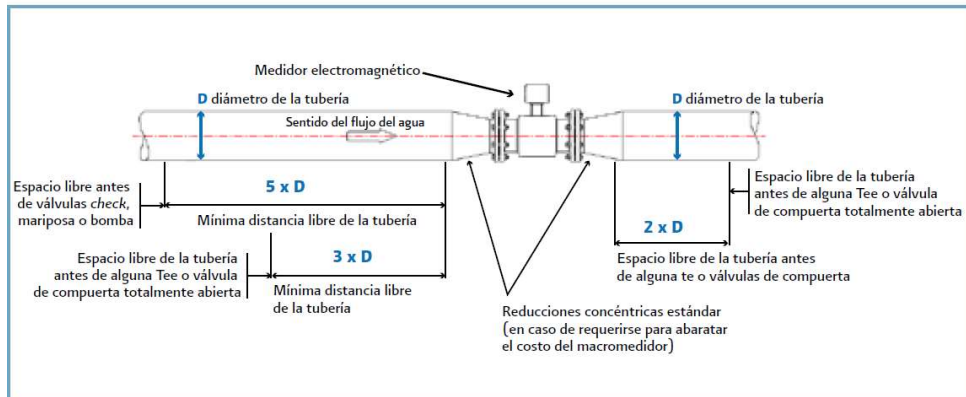 Medidor electromagnético
D diámetro de la tubería
Sentido del flujo del agua
D diámetro de la tubería
Espacio libre antes
de válvulas check,
mariposa o bomba
5 x D
Mínima distancia libre de la tubería
Espacio libre de la tubería
antes de alguna Tee o válvula
de compuerta totalmente abierta
3 x D
Mínima distancia libre
de la tubería
Espacio libre de la tubería
antes de alguna Tee o válvula
de compuerta totalmente abierta
2 x D
Espacio libre de la tubería antes
de alguna te o válvulas de compuerta
Reducciones concéntricas estándar
(en caso de requerirse para abaratar
el costo del macromedidor)